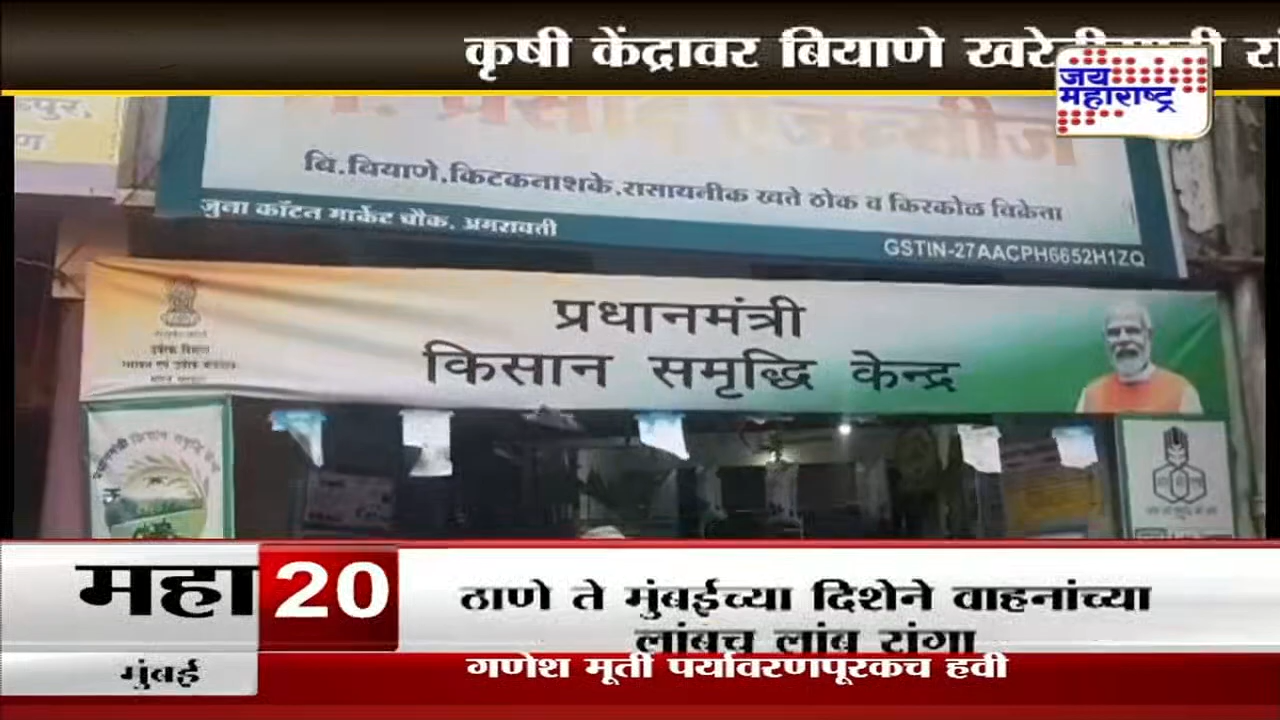 कृषी केंद्रावर बियाणे
जय
महाराष्ट्र
बि.बियाणे.किटकनाशके.रासायनीक खते ठोक व किरकोळ विक्रेता
जुना कॉटन मार्केट चौक. अमरावती
GSTIN-27AACPH6652H1ZQ
प्रधानमंत्री
किसान समृद्धि केन्द्र
महा 20
ठाणे ते मुंबईच्या दिशेने वाहनांच्या
लांबच लांब रांगा
मुंबई
गणेश मूती पर्यावरणपूरकच हवी